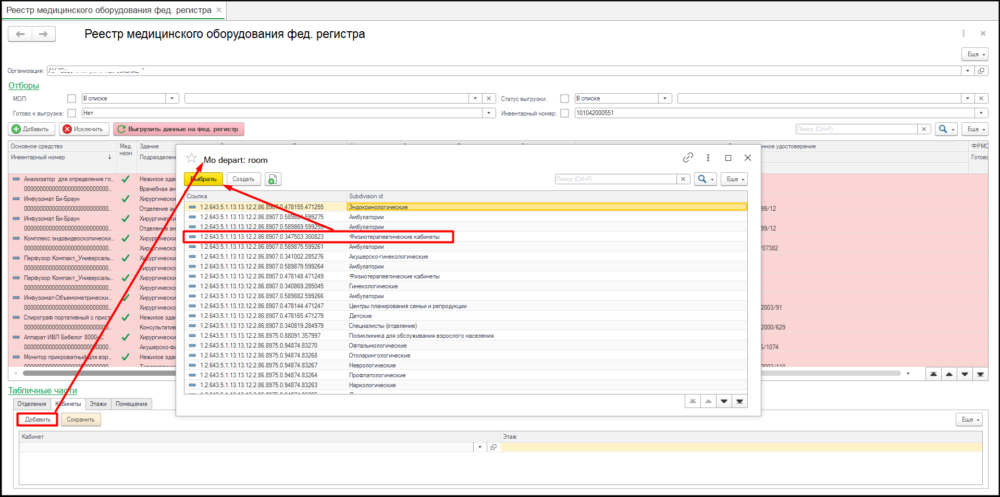 Реестр медицинского оборудования фед. регистра
Реестр медицинского оборудования фед. регистра
Еще
Организация:
Отборы
МОЛ: В списке Статус выгрузки: В списке
Готово к выгрузке: Нет Инвентарный номер: 101042000551
Добавить Исключить Выгрузить данные на фед. регистр Поиск (Ctrl+F) Еще
Основное средство Мед. назн Здание нное удостоверение ФРМО
Инвентарный номер Подразделен Готово
Mo depart: room
Выбрать Создать Поиск (Ctrl+F) Еще
Ссылка Subdivision id
1.2.643.5.1.13.13.12.2.86.8907.0.478155.471255 Эндокринологические
1.2.643.5.1.13.13.12.2.86.8907.0.589884.599275 Амбулатории
1.2.643.5.1.13.13.12.2.86.8907.0.589869.599255 Амбулатории
1.2.643.5.1.13.13.12.2.86.8907.0.347503.300823 Физиотерапевтические кабинеты
1.2.643.5.1.13.13.12.2.86.8907.0.589875.599261 Амбулатории
1.2.643.5.1.13.13.12.2.86.8907.0.341002.285276 Акушерско-гинекологические
1.2.643.5.1.13.13.12.2.86.8907.0.589879.599264 Амбулатории
1.2.643.5.1.13.13.12.2.86.8907.0.478148.471249 Физиотерапевтические кабинеты
1.2.643.5.1.13.13.12.2.86.8907.0.340869.285045 Гинекологические
1.2.643.5.1.13.13.12.2.86.8907.0.589882.599266 Амбулатории
1.2.643.5.1.13.13.12.2.86.8907.0.478144.471247 Центры планирования семьи и репродукции
1.2.643.5.1.13.13.12.2.86.8907.0.478165.471279 Детские
1.2.643.5.1.13.13.12.2.86.8907.0.340819.284979 Специалисты (отделение)
1.2.643.5.1.13.13.12.2.86.8975.0.88091.357997 Поликлиника для обслуживания взрослого населения
1.2.643.5.1.13.13.12.2.86.8975.0.94874.83270 Офтальмологические
1.2.643.5.1.13.13.12.2.86.8975.0.94874.83268 Отоларингологические
1.2.643.5.1.13.13.12.2.86.8975.0.94874.83267 Неврологические
1.2.643.5.1.13.13.12.2.86.8975.0.94874.83264 Профпатологические
1.2.643.5.1.13.13.12.2.86.8975.0.94874.83263 Наркологические
Анализатор для определение гл... Нежилое здан
000000000000000000000000000... Врачебная ам
Инфузомат Би-Браун Хирургически
000000000000000000000000000... Отделение ан 99/12
Инфузомат Би-Браун Хирургически
000000000000000000000000000... Отделение ан 99/12
Комплекс эндовидеоскопически... Хирургически
000000000000000000000000000... Хирургическо /07382
Перфузор Компакт_Универсаль... Хирургически
000000000000000000000000000... Хирургическо
Перфузор Компакт_Универсаль... Хирургически
000000000000000000000000000... Хирургическо
Инфузомат-Объемометрически... Хирургически
000000000000000000000000000... Хирургическо 2003/91
Спирограф портативный с прист... Нежилое здан
000000000000000000000000000... Консультатив 2000/629
Аппарат ИВЛ Бэбелог 8000+С Хирургически
000000000000000000000000000... Акушерско-фи /1074
Монитор прикроватный для взр... Нежилое здан
000000000000000000000000000... 2002/110
Табличные части
Отделения Кабинеты Этажи Помещения
Добавить Сохранить Еще
Кабинет Этаж